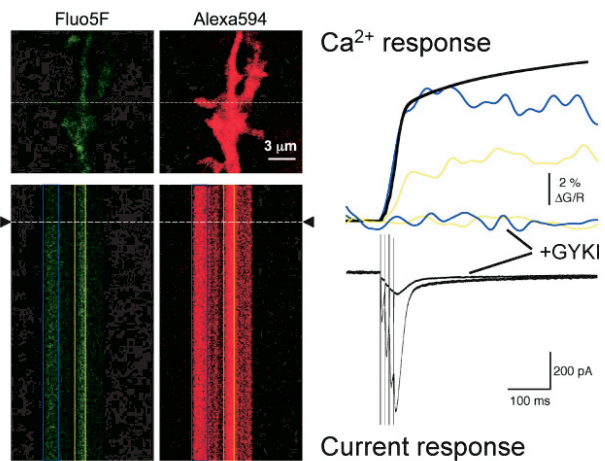 Fluo5F
Alexa594
3 µm
Ca²⁺ response
2 %
ΔG/R
+GYKI
200 pA
100 ms
Current response